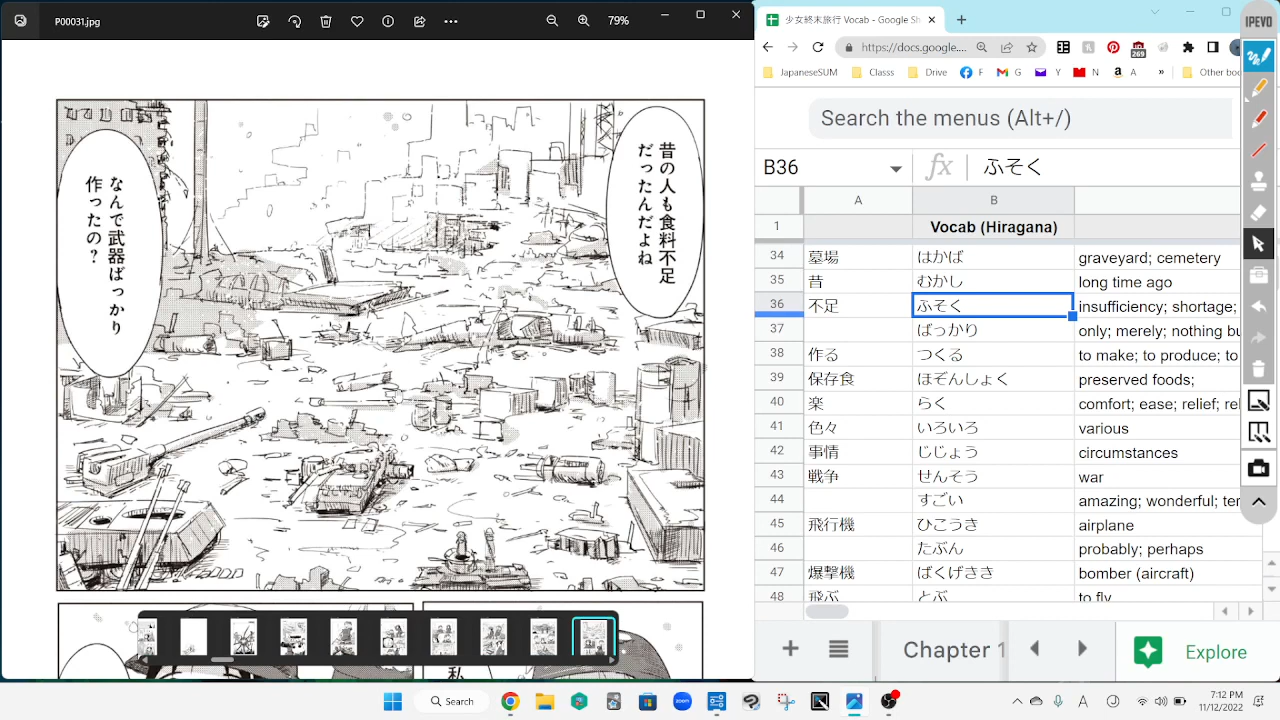 P00031.jpg
79%
昔の人も食料不足
だったんだよね
なんで武器ばっかり
作ったの？
私
少女終末旅行 Vocab - Google Sh
https://docs.google...
269
JapaneseSUM
Class
Drive
F
G
Y
N
A
»
Other boo
Search the menus (Alt+/)
B36
fx
ふそく
A
B
1
Vocab (Hiragana)
34
墓場
はかば
graveyard; cemetery
35
昔
むかし
long time ago
36
不足
ふそく
insufficiency; shortage;
37
ばっかり
only; merely; nothing bu
38
作る
つくる
to make; to produce; to
39
保存食
ほぞんしょく
preserved foods;
40
楽
らく
comfort; ease; relief; re
41
色々
いろいろ
various
42
事情
じじょう
circumstances
43
戦争
せんそう
war
44
すごい
amazing; wonderful; ter
45
飛行機
ひこうき
airplane
46
たぶん
probably; perhaps
47
爆撃機
ばくげきき
bomber (aircraft)
48
飛ぶ
とぶ
to fly
Chapter 1
Explore
IPEVO
Search
zoom
A
7:12 PM
11/12/2022